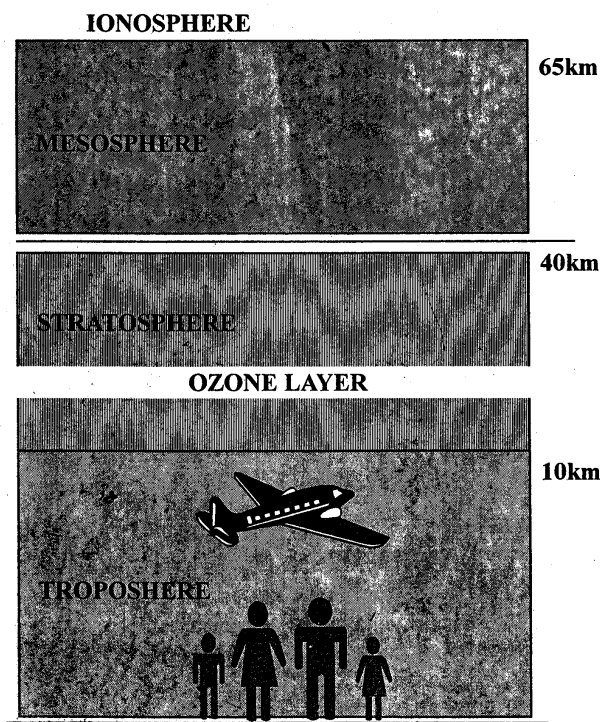 IONOSPHERE
65km
MESOSPHERE
40km
STRATOSPHERE
OZONE LAYER
10km
TROPOSHERE